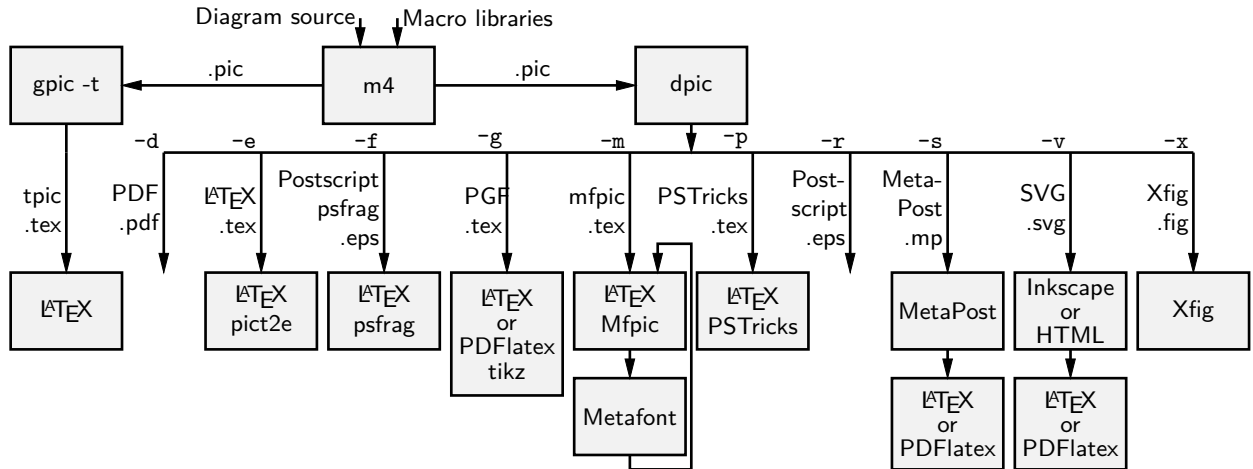 Diagram source
Macro libraries
gpic -t
.pic
m4
.pic
dpic
-d
-e
-f
-g
-m
-p
-r
-s
-v
-x
tpic
.tex
PDF
.pdf
LATEX
.tex
Postscript
psfrag
.eps
PGF
.tex
mfpic
.tex
PSTricks
.tex
Post-
script
.eps
Meta-
Post
.mp
SVG
.svg
Xfig
.fig
LATEX
LATEX
pict2e
LATEX
psfrag
LATEX
or
PDFlatex
tikz
LATEX
Mfpic
LATEX
PSTricks
MetaPost
Inkscape
or
HTML
Xfig
Metafont
LATEX
or
PDFlatex
LATEX
or
PDFlatex